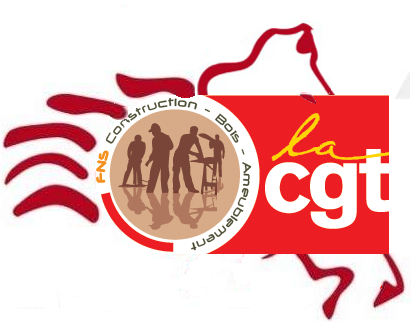 FNS Construction - Bois - Ameublement
la
cgt